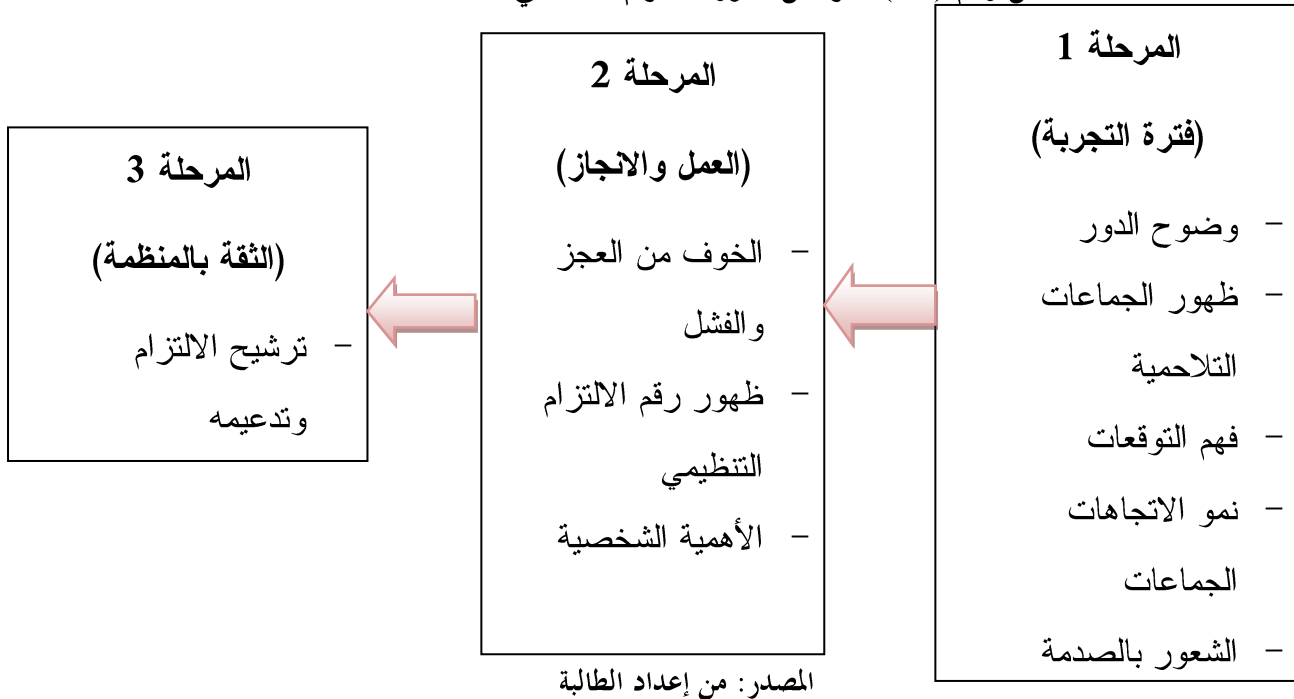 المرحلة 1
(فترة التجربة)
- وضوح الدور
- ظهور الجماعات
التلاحمية
- فهم التوقعات
- نمو الاتجاهات
الجماعات
- الشعور بالصدمة
المرحلة 2
(العمل والانجاز)
- الخوف من العجز
والفشل
- ظهور رقم الالتزام
التنظيمي
- الأهمية الشخصية
المرحلة 3
(الثقة بالمنظمة)
- ترشيح الالتزام
وتدعيمه
المصدر: من إعداد الطالبة